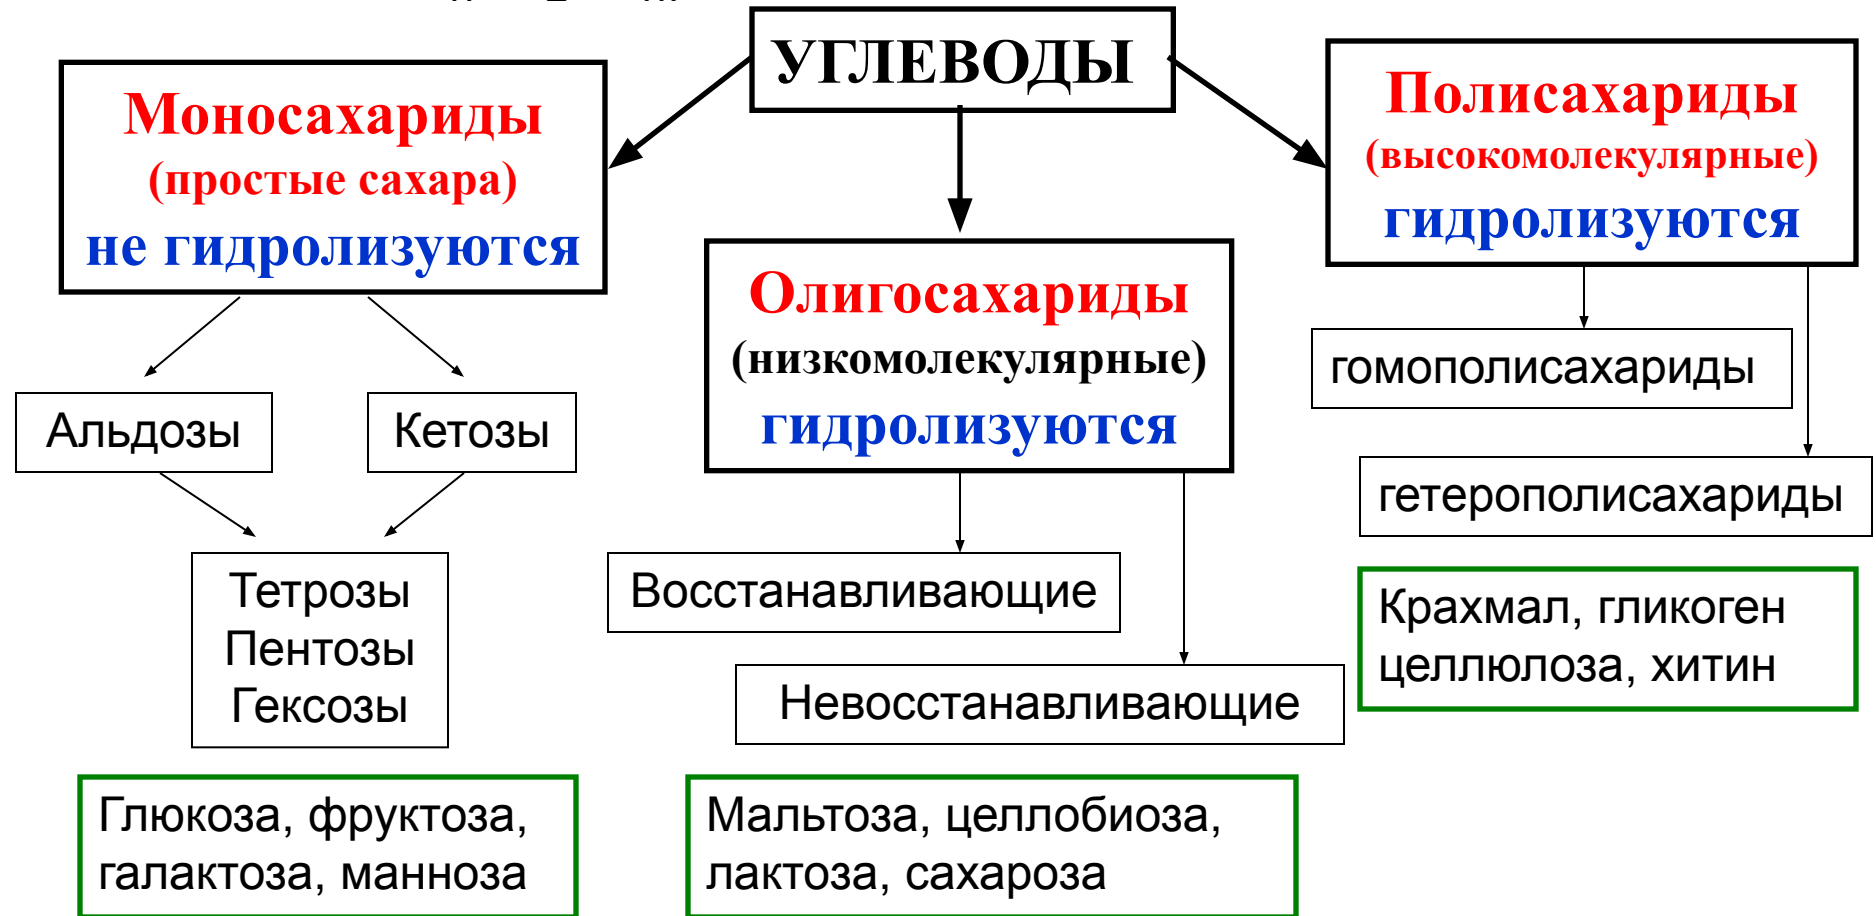 УГЛЕВОДЫ
Моносахариды
(простые сахара)
не гидролизуются
Альдозы
Кетозы
Тетрозы
Пентозы
Гексозы
Глюкоза, фруктоза,
галактоза, манноза
Олигосахариды
(низкомолекулярные)
гидролизуются
Восстанавливающие
Невосстанавливающие
Мальтоза, целлобиоза,
лактоза, сахароза
Полисахариды
(высокомолекулярные)
гидролизуются
гомополисахариды
гетерополисахариды
Крахмал, гликоген
целлюлоза, хитин